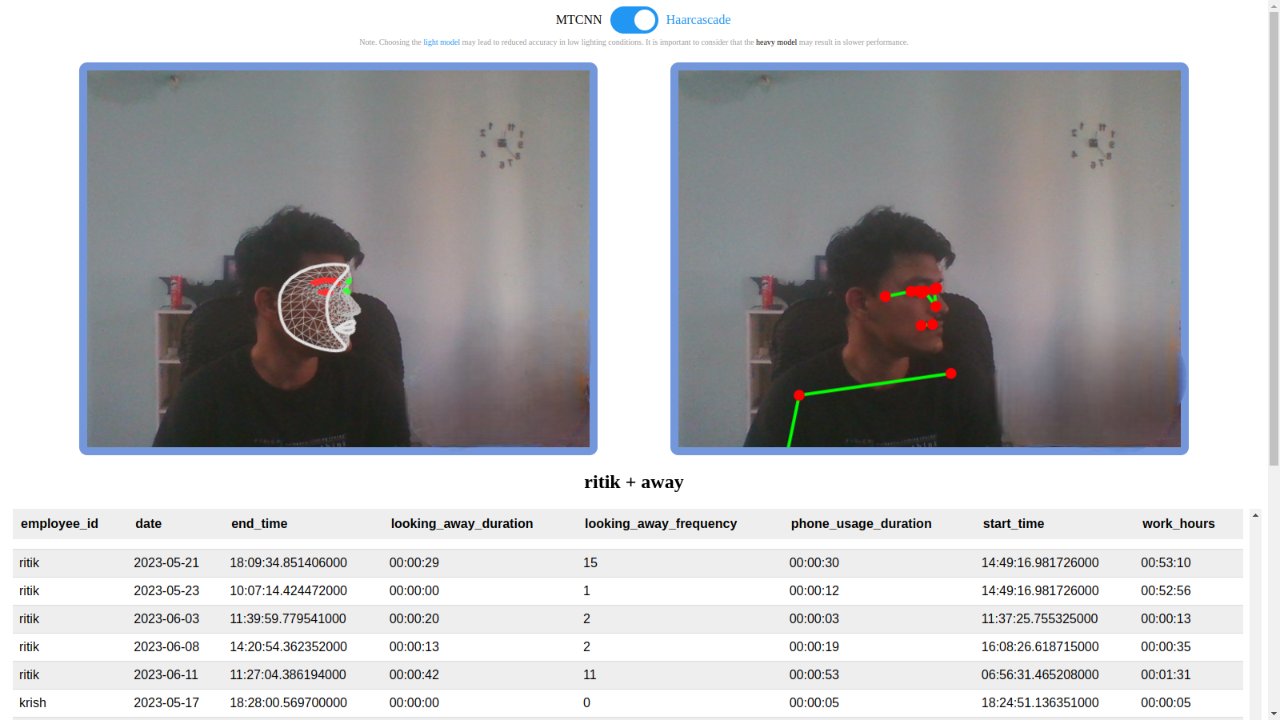 MTCNN Haarcascade
Note. Choosing the light model may lead to reduced accuracy in low lighting conditions. It is important to consider that the heavy model may result in slower performance.
ritik + away
employee_id date end_time looking_away_duration looking_away_frequency phone_usage_duration start_time work_hours
ritik 2023-05-21 18:09:34.851406000 00:00:29 15 00:00:30 14:49:16.981726000 00:53:10
ritik 2023-05-23 10:07:14.424472000 00:00:00 1 00:00:12 14:49:16.981726000 00:52:56
ritik 2023-06-03 11:39:59.779541000 00:00:20 2 00:00:03 11:37:25.755325000 00:00:13
ritik 2023-06-08 14:20:54.362352000 00:00:13 2 00:00:19 16:08:26.618715000 00:00:35
ritik 2023-06-11 11:27:04.386194000 00:00:42 11 00:00:53 06:56:31.465208000 00:01:31
krish 2023-05-17 18:28:00.569700000 00:00:00 0 00:00:05 18:24:51.136351000 00:00:05